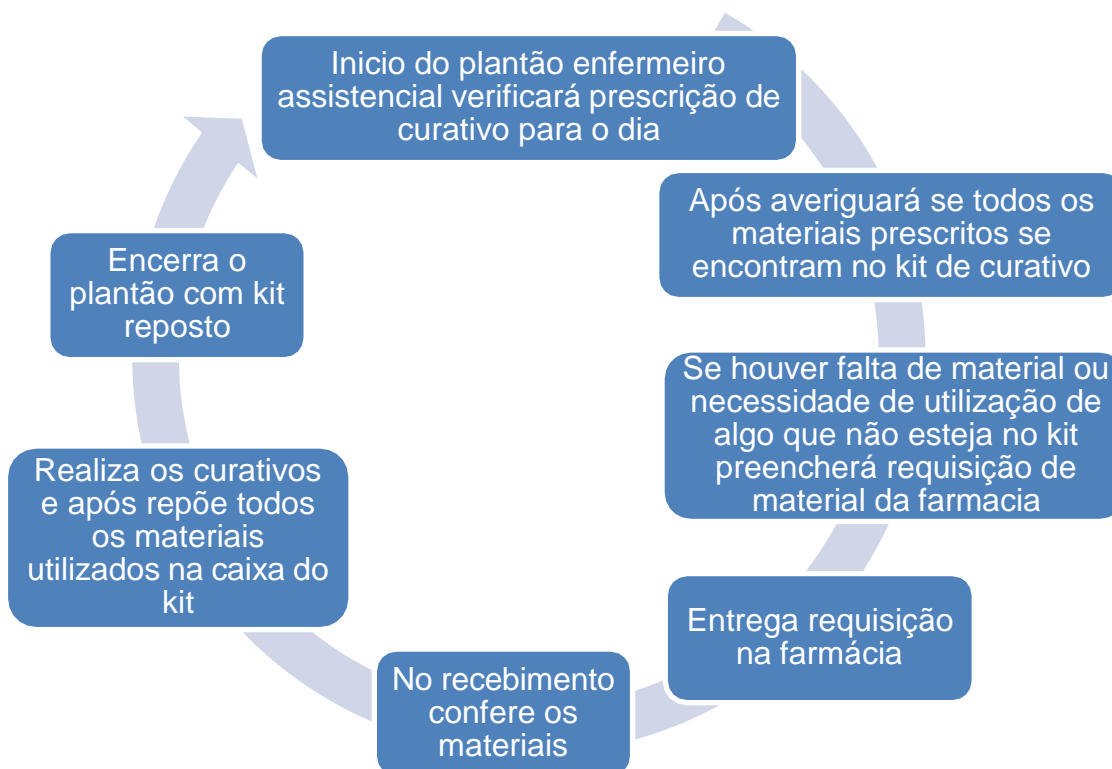 Inicio do plantão enfermeiro
assistencial verificará prescrição de
curativo para o dia
Após averiguará se todos os
materiais prescritos se
encontram no kit de curativo
Se houver falta de material ou
necessidade de utilização de
algo que não esteja no kit
preencherá requisição de
material da farmacia
Entrega requisição
na farmácia
No recebimento
confere os
materiais
Realiza os curativos
e após repõe todos
os materiais
utilizados na caixa do
kit
Encerra o
plantão com kit
reposto